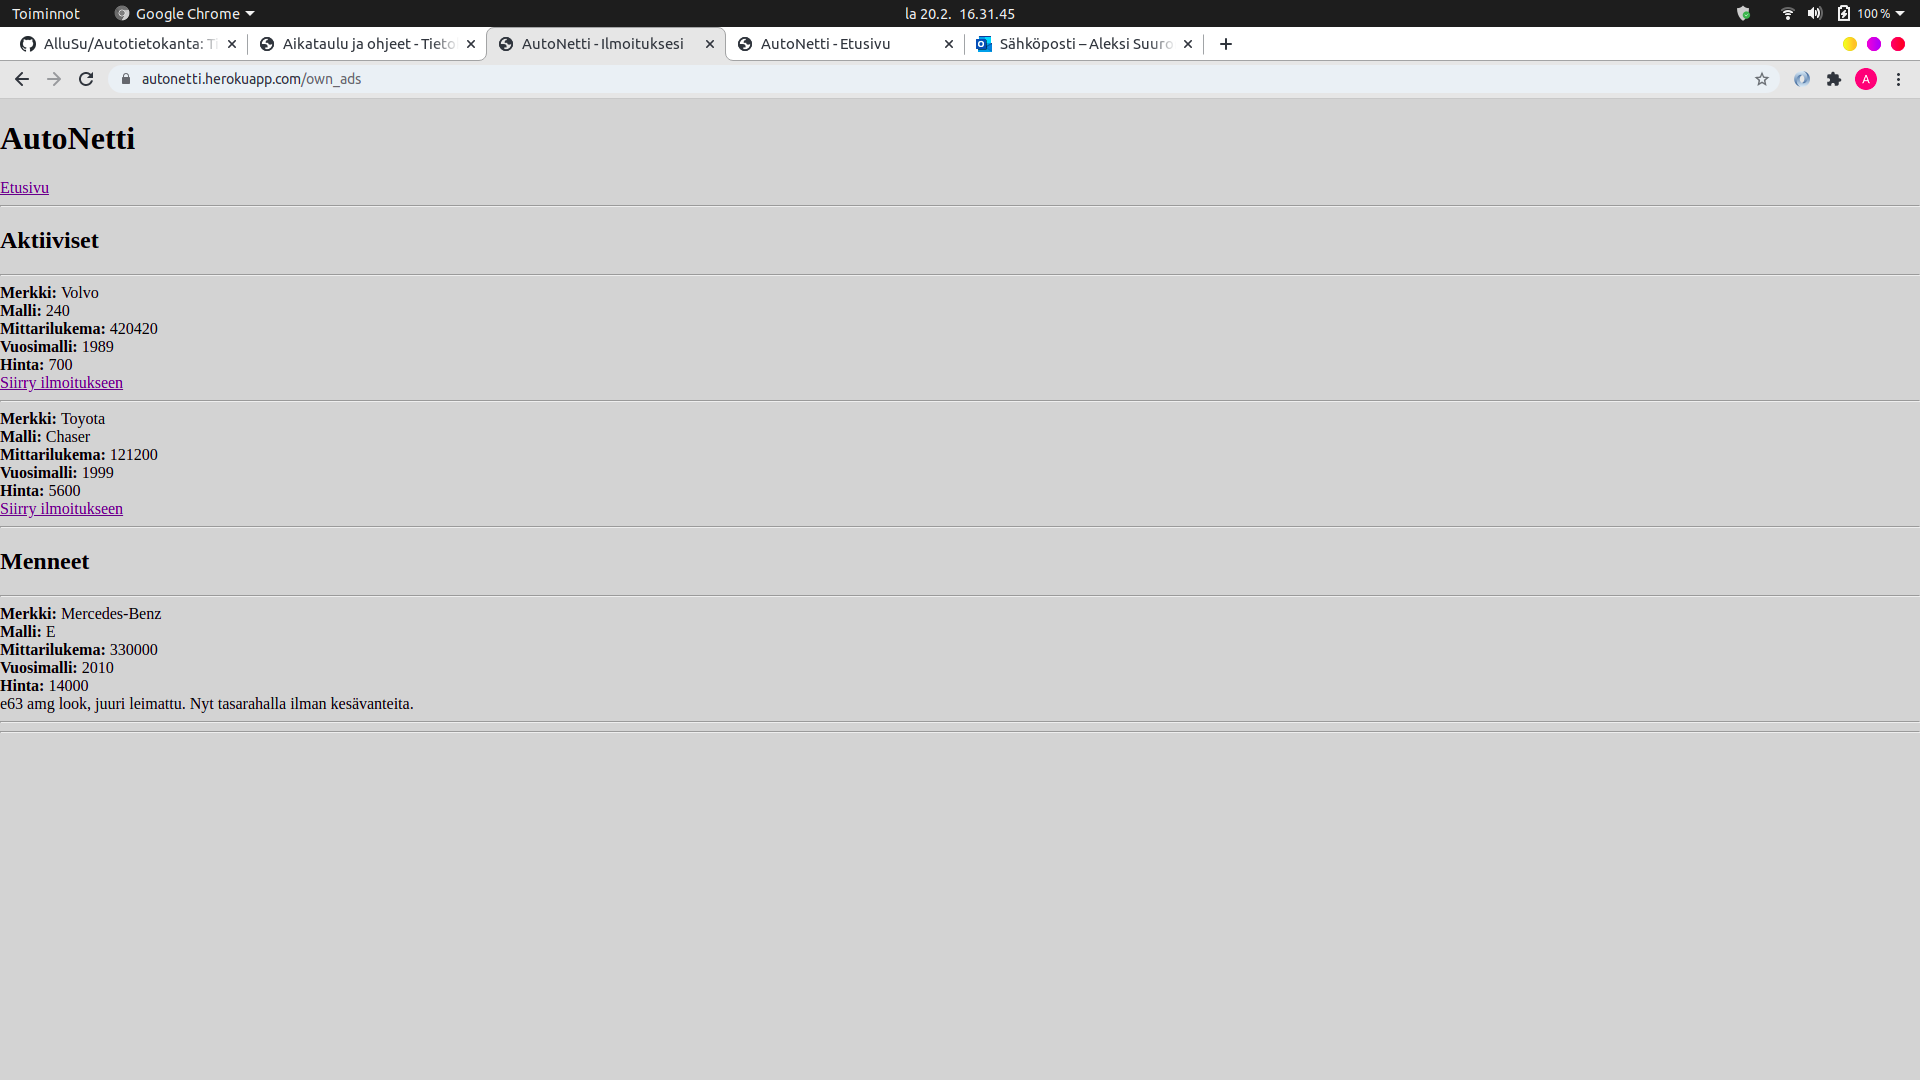 Toiminnot Google Chrome la 20.2. 16.31.45 100 %
AlluSu/Autotietokanta: Ti Aikataulu ja ohjeet - Tieto AutoNetti - Ilmoituksesi AutoNetti - Etusivu Sähköposti – Aleksi Suuro
autonetti.herokuapp.com/own_ads A
AutoNetti
Etusivu
Aktiiviset
Merkki: Volvo
Malli: 240
Mittarilukema: 420420
Vuosimalli: 1989
Hinta: 700
Siirry ilmoitukseen
Merkki: Toyota
Malli: Chaser
Mittarilukema: 121200
Vuosimalli: 1999
Hinta: 5600
Siirry ilmoitukseen
Menneet
Merkki: Mercedes-Benz
Malli: E
Mittarilukema: 330000
Vuosimalli: 2010
Hinta: 14000
e63 amg look, juuri leimattu. Nyt tasarahalla ilman kesävanteita.